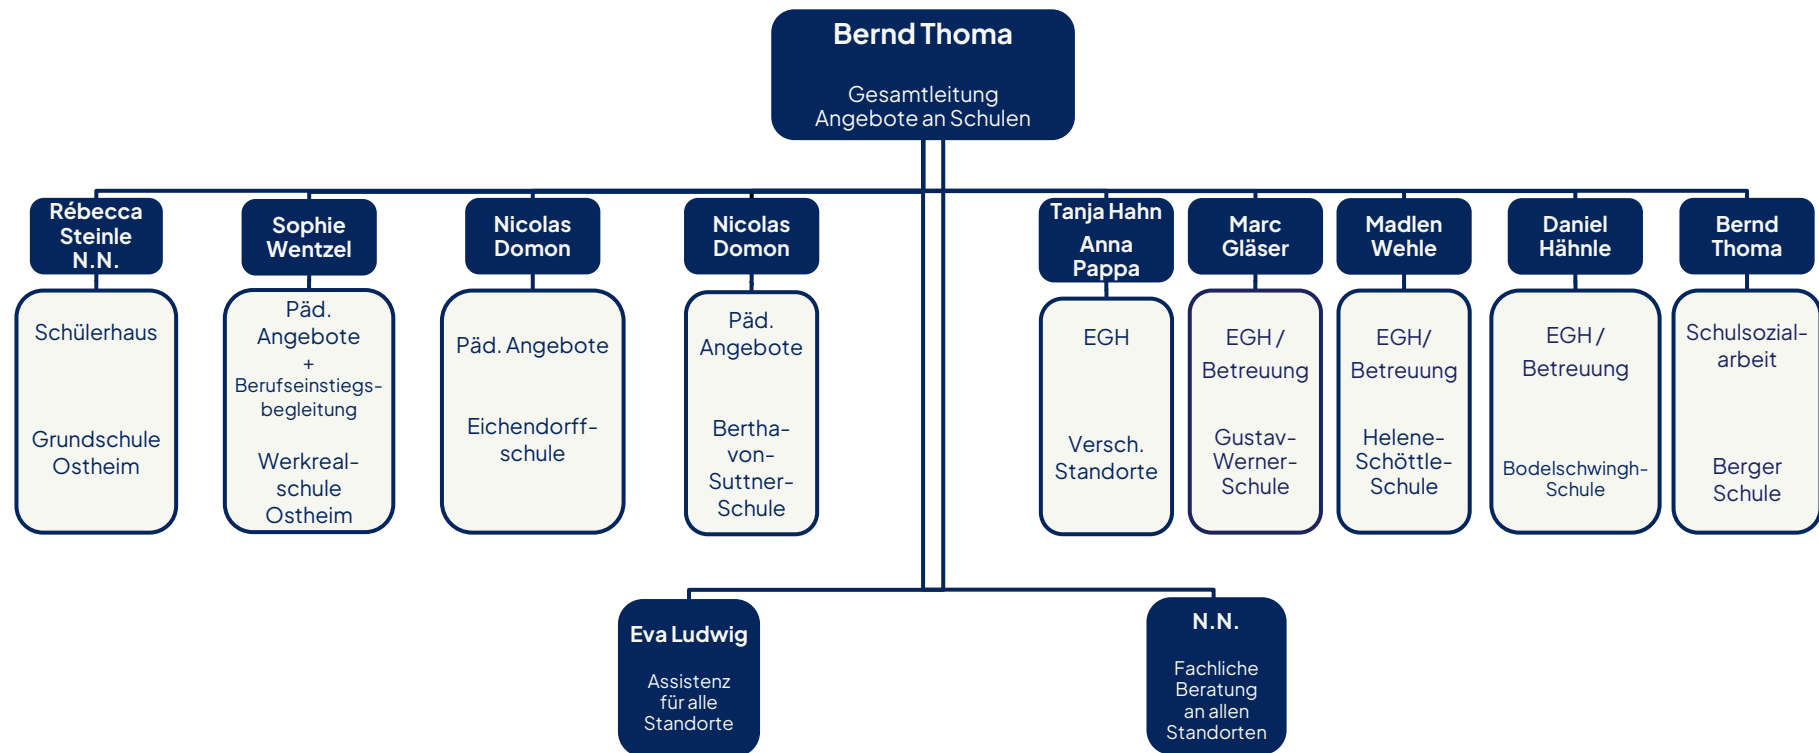 Bernd Thoma
Gesamtleitung
Angebote an Schulen
Rébecca
Steinle
N.N.
Schülerhaus
Grundschule
Ostheim
Sophie
Wentzel
Päd.
Angebote
+
Berufseinstiegs-
begleitung
Werkreal-
schule
Ostheim
Nicolas
Domon
Päd. Angebote
Eichendorff-
schule
Nicolas
Domon
Päd.
Angebote
Bertha-
von-
Suttner-
Schule
Tanja Hahn
Anna
Pappa
EGH
Versch.
Standorte
Marc
Gläser
EGH /
Betreuung
Gustav-
Werner-
Schule
Madlen
Wehle
EGH/
Betreuung
Helene-
Schöttle-
Schule
Daniel
Hähnle
EGH /
Betreuung
Bodelschwingh-
Schule
Bernd
Thoma
Schulsozial-
arbeit
Berger
Schule
Eva Ludwig
Assistenz
für alle
Standorte
N.N.
Fachliche
Beratung
an allen
Standorten